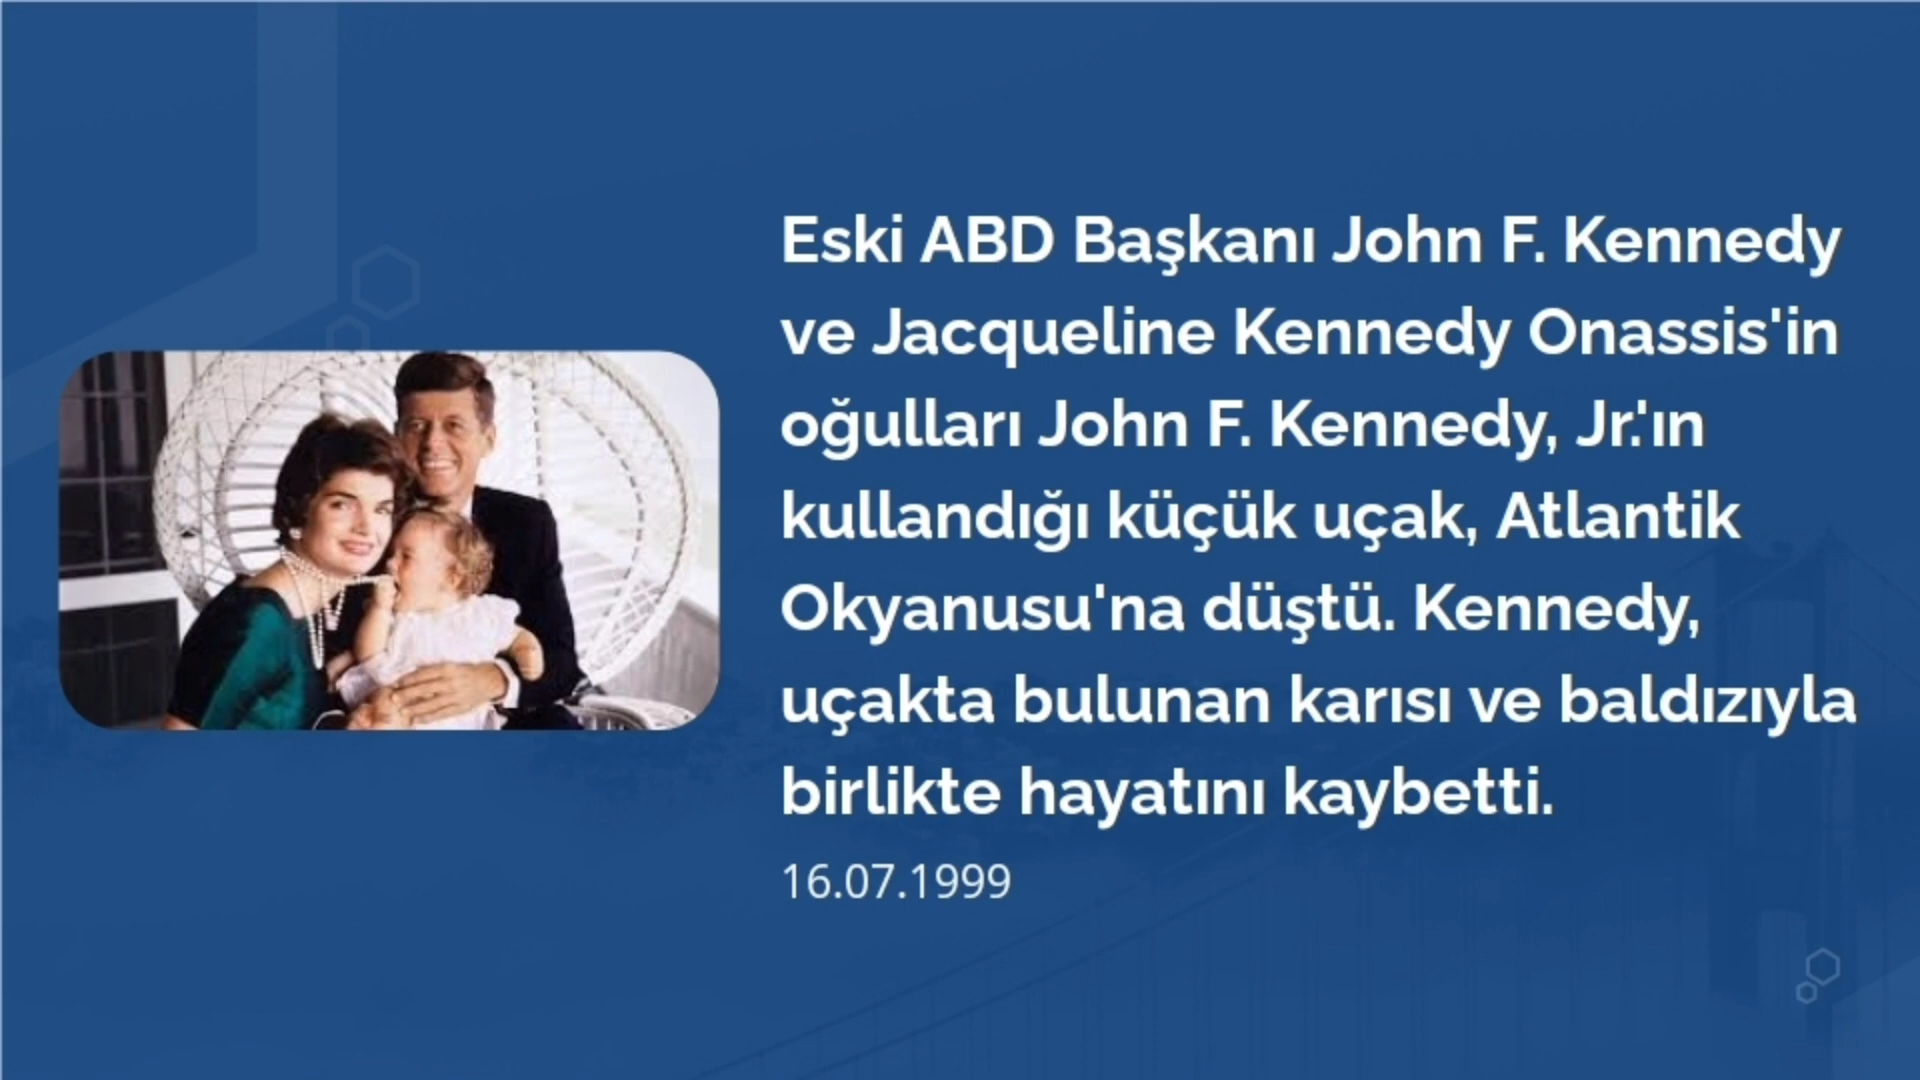 Eski ABD Başkanı John F. Kennedy
ve Jacqueline Kennedy Onassis'in
oğulları John F. Kennedy, Jr.'ın
kullandığı küçük uçak, Atlantik
Okyanusu'na düştü. Kennedy,
uçakta bulunan karısı ve baldızıyla
birlikte hayatını kaybetti.
16.07.1999